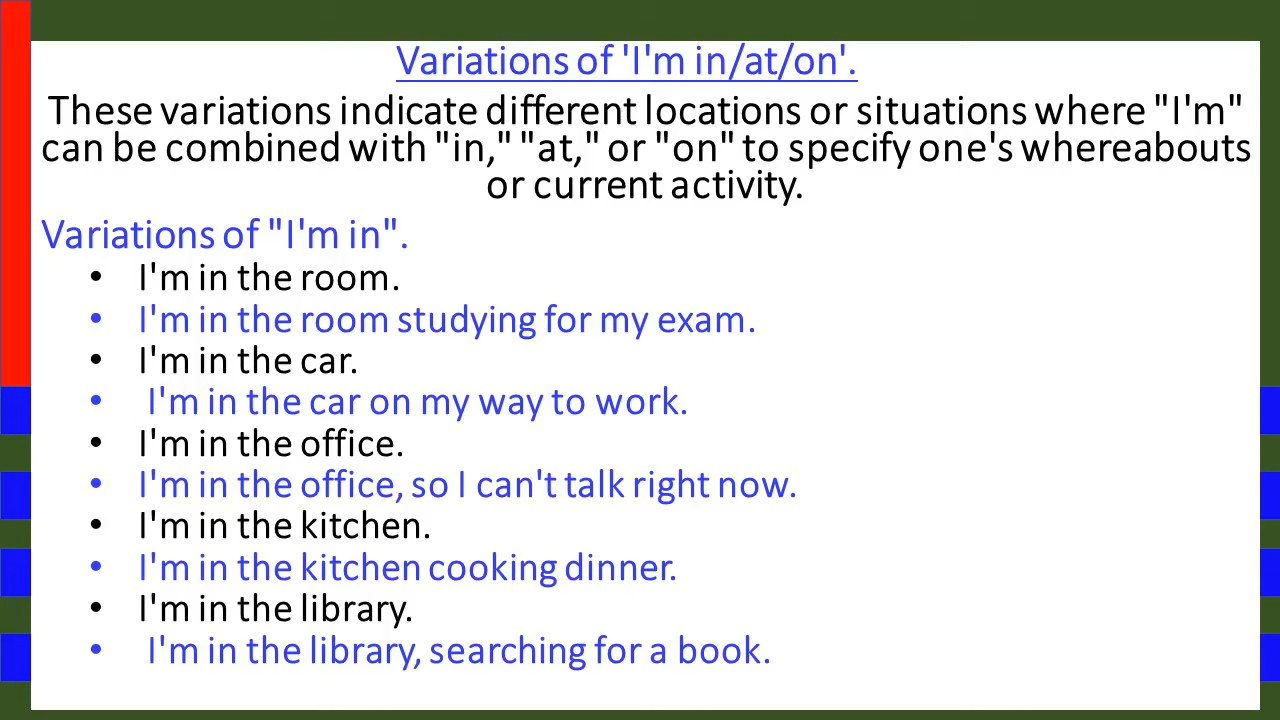 Variations of 'I'm in/at/on'.
These variations indicate different locations or situations where "I'm"
can be combined with "in," "at," or "on" to specify one's whereabouts
or current activity.
Variations of "I'm in".
• I'm in the room.
• I'm in the room studying for my exam.
• I'm in the car.
• I'm in the car on my way to work.
• I'm in the office.
• I'm in the office, so I can't talk right now.
• I'm in the kitchen.
• I'm in the kitchen cooking dinner.
• I'm in the library.
• I'm in the library, searching for a book.